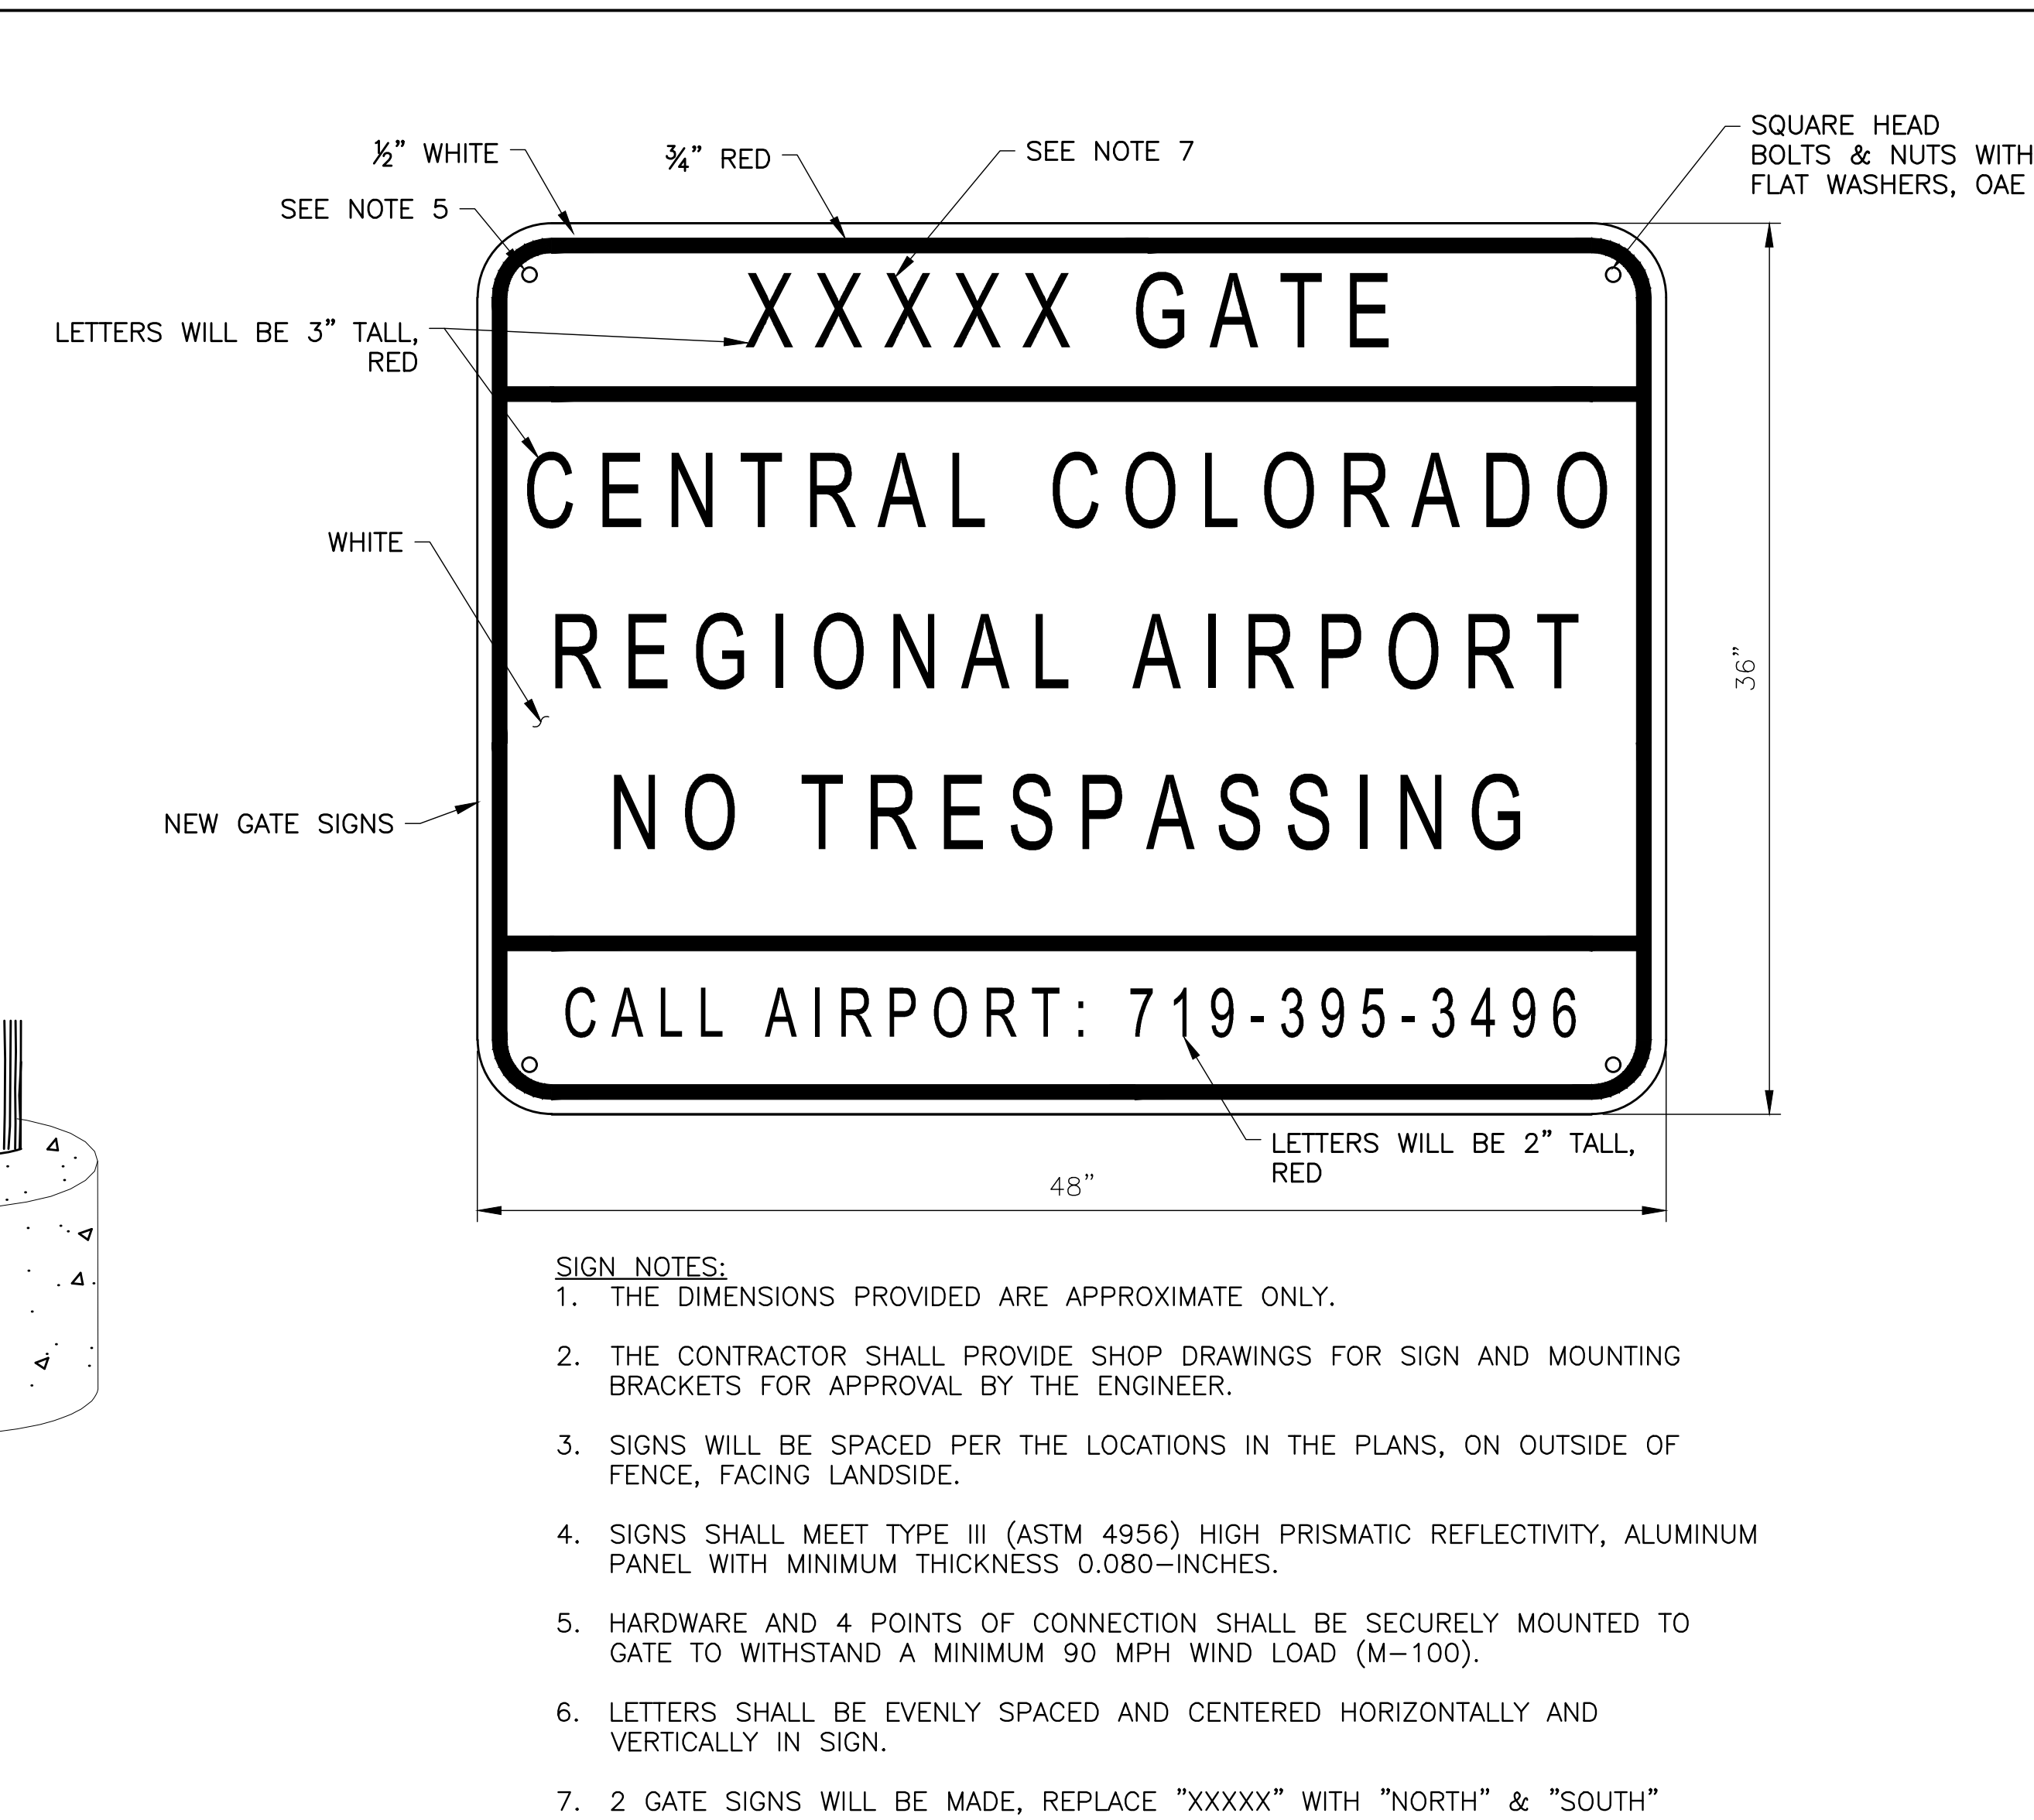 ½" WHITE
¾" RED
SEE NOTE 7
SQUARE HEAD
BOLTS & NUTS WITH
FLAT WASHERS, OAE
SEE NOTE 5
LETTERS WILL BE 3" TALL,
RED
XXXXX GATE
CENTRAL COLORADO
WHITE
REGIONAL AIRPORT
36"
NO TRESPASSING
NEW GATE SIGNS
CALL AIRPORT: 719-395-3496
LETTERS WILL BE 2" TALL,
RED
48"
SIGN NOTES:
1. THE DIMENSIONS PROVIDED ARE APPROXIMATE ONLY.
2. THE CONTRACTOR SHALL PROVIDE SHOP DRAWINGS FOR SIGN AND MOUNTING
BRACKETS FOR APPROVAL BY THE ENGINEER.
3. SIGNS WILL BE SPACED PER THE LOCATIONS IN THE PLANS, ON OUTSIDE OF
FENCE, FACING LANDSIDE.
4. SIGNS SHALL MEET TYPE III (ASTM 4956) HIGH PRISMATIC REFLECTIVITY, ALUMINUM
PANEL WITH MINIMUM THICKNESS 0.080-INCHES.
5. HARDWARE AND 4 POINTS OF CONNECTION SHALL BE SECURELY MOUNTED TO
GATE TO WITHSTAND A MINIMUM 90 MPH WIND LOAD (M-100).
6. LETTERS SHALL BE EVENLY SPACED AND CENTERED HORIZONTALLY AND
VERTICALLY IN SIGN.
7. 2 GATE SIGNS WILL BE MADE, REPLACE "XXXXX" WITH "NORTH" & "SOUTH"